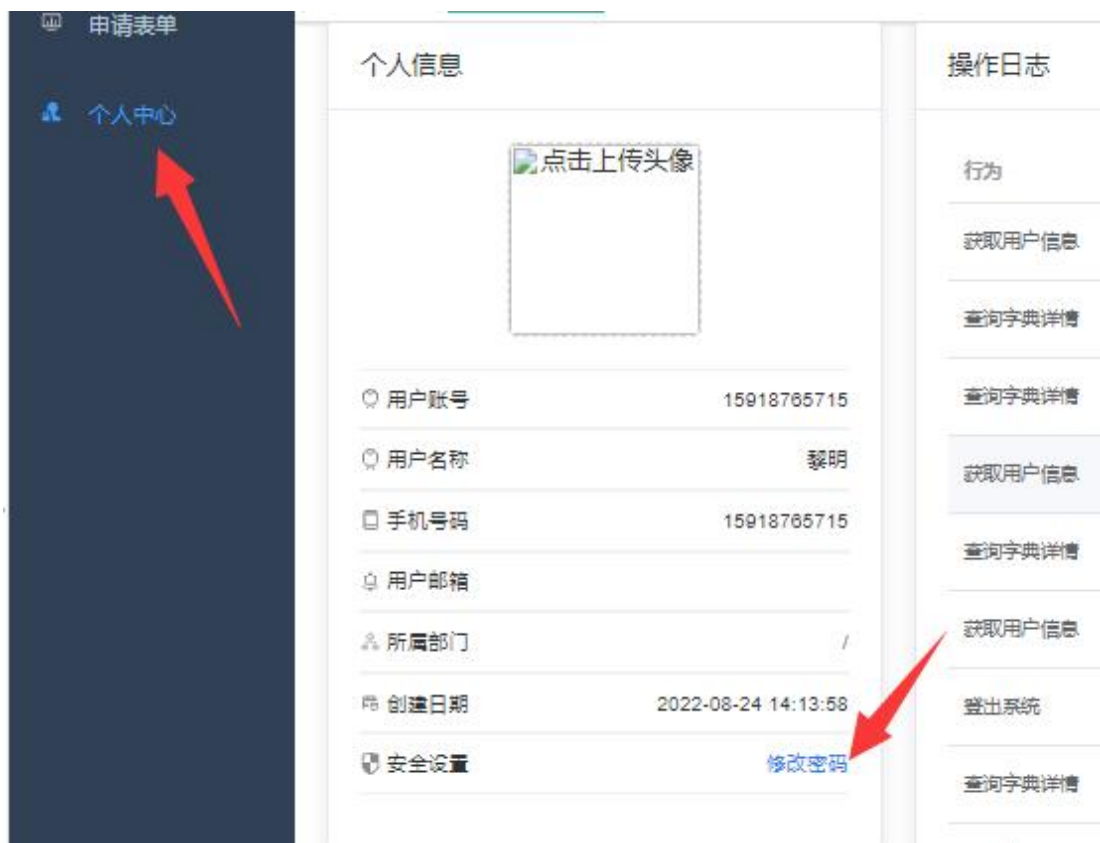 申请表单
个人中心
个人信息
点击上传头像
用户账号 15918765715
用户名称 黎明
手机号码 15918765715
用户邮箱
所属部门 /
创建日期 2022-08-24 14:13:58
安全设置 修改密码
操作日志
行为
获取用户信息
查询字典详情
查询字典详情
获取用户信息
查询字典详情
获取用户信息
登出系统
查询字典详情